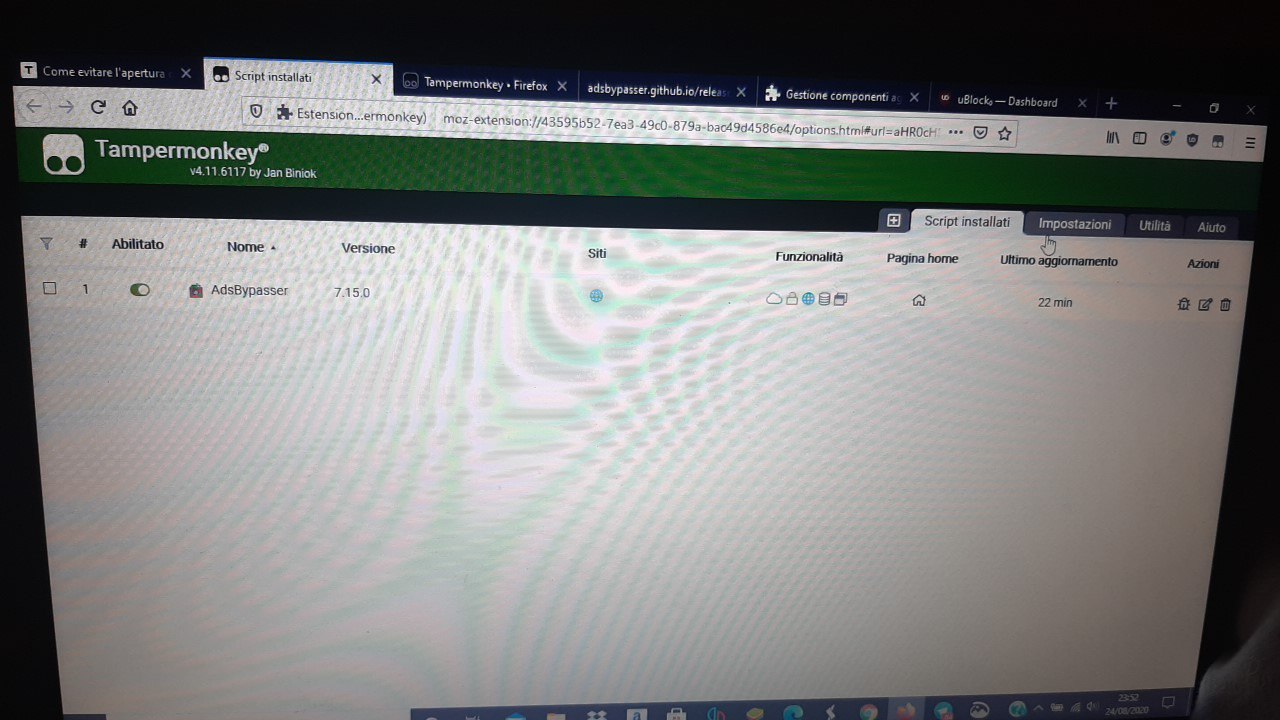 Come evitare l'apertura
Script installati
Tampermonkey • Firefox
adsbypasser.github.io/releas
Gestione componenti ag
uBlock₀ — Dashboard
Estension...ermonkey)
moz-extension://43595b52-7ea3-49c0-879a-bac49d4586e4/options.html#url=aHR0cH
Tampermonkey®
v4.11.6117 by Jan Biniok
Script installati
Impostazioni
Utilità
Aiuto
#
Abilitato
Nome
Versione
Siti
Funzionalità
Pagina home
Ultimo aggiornamento
Azioni
1
AdsBypasser
7.15.0
22 min
23:52
24/08/2020